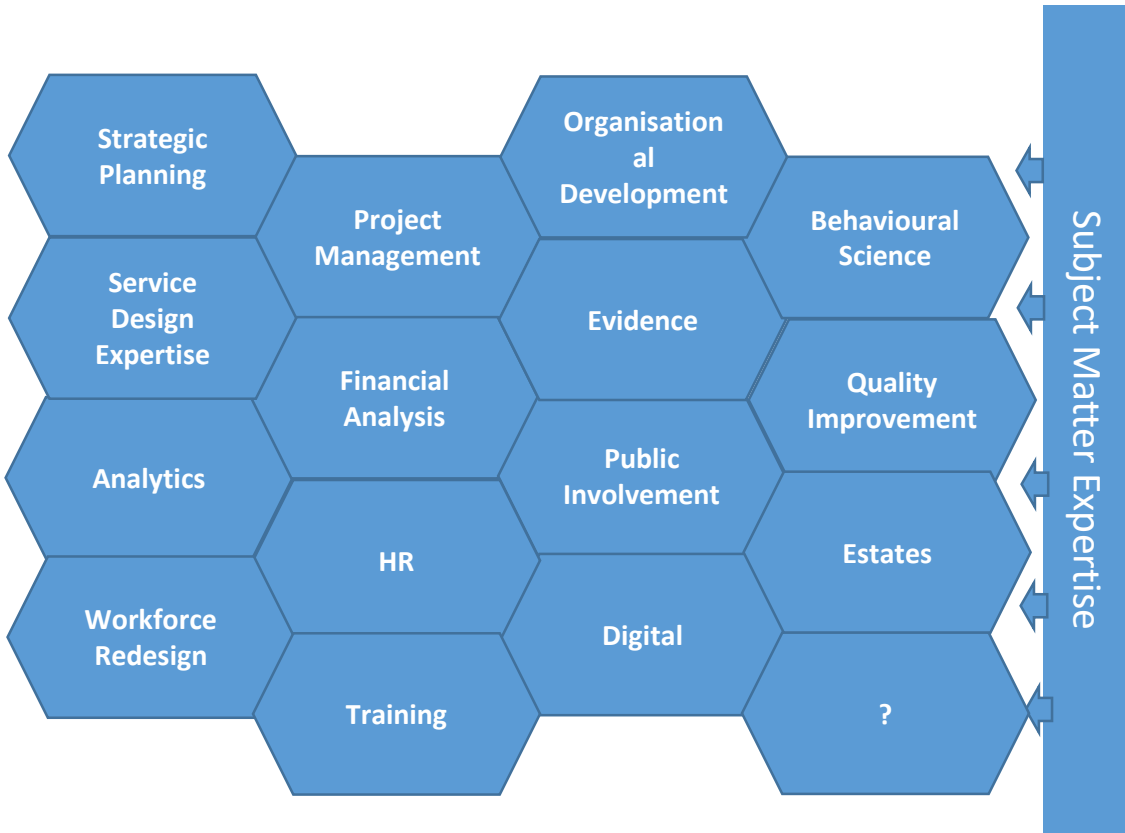 Strategic
Planning
Service
Design
Expertise
Analytics
Workforce
Redesign
Project
Management
Financial
Analysis
HR
Training
Organisation
al
Development
Evidence
Public
Involvement
Digital
Behavioural
Science
Quality
Improvement
Estates
?
Subject Matter Expertise